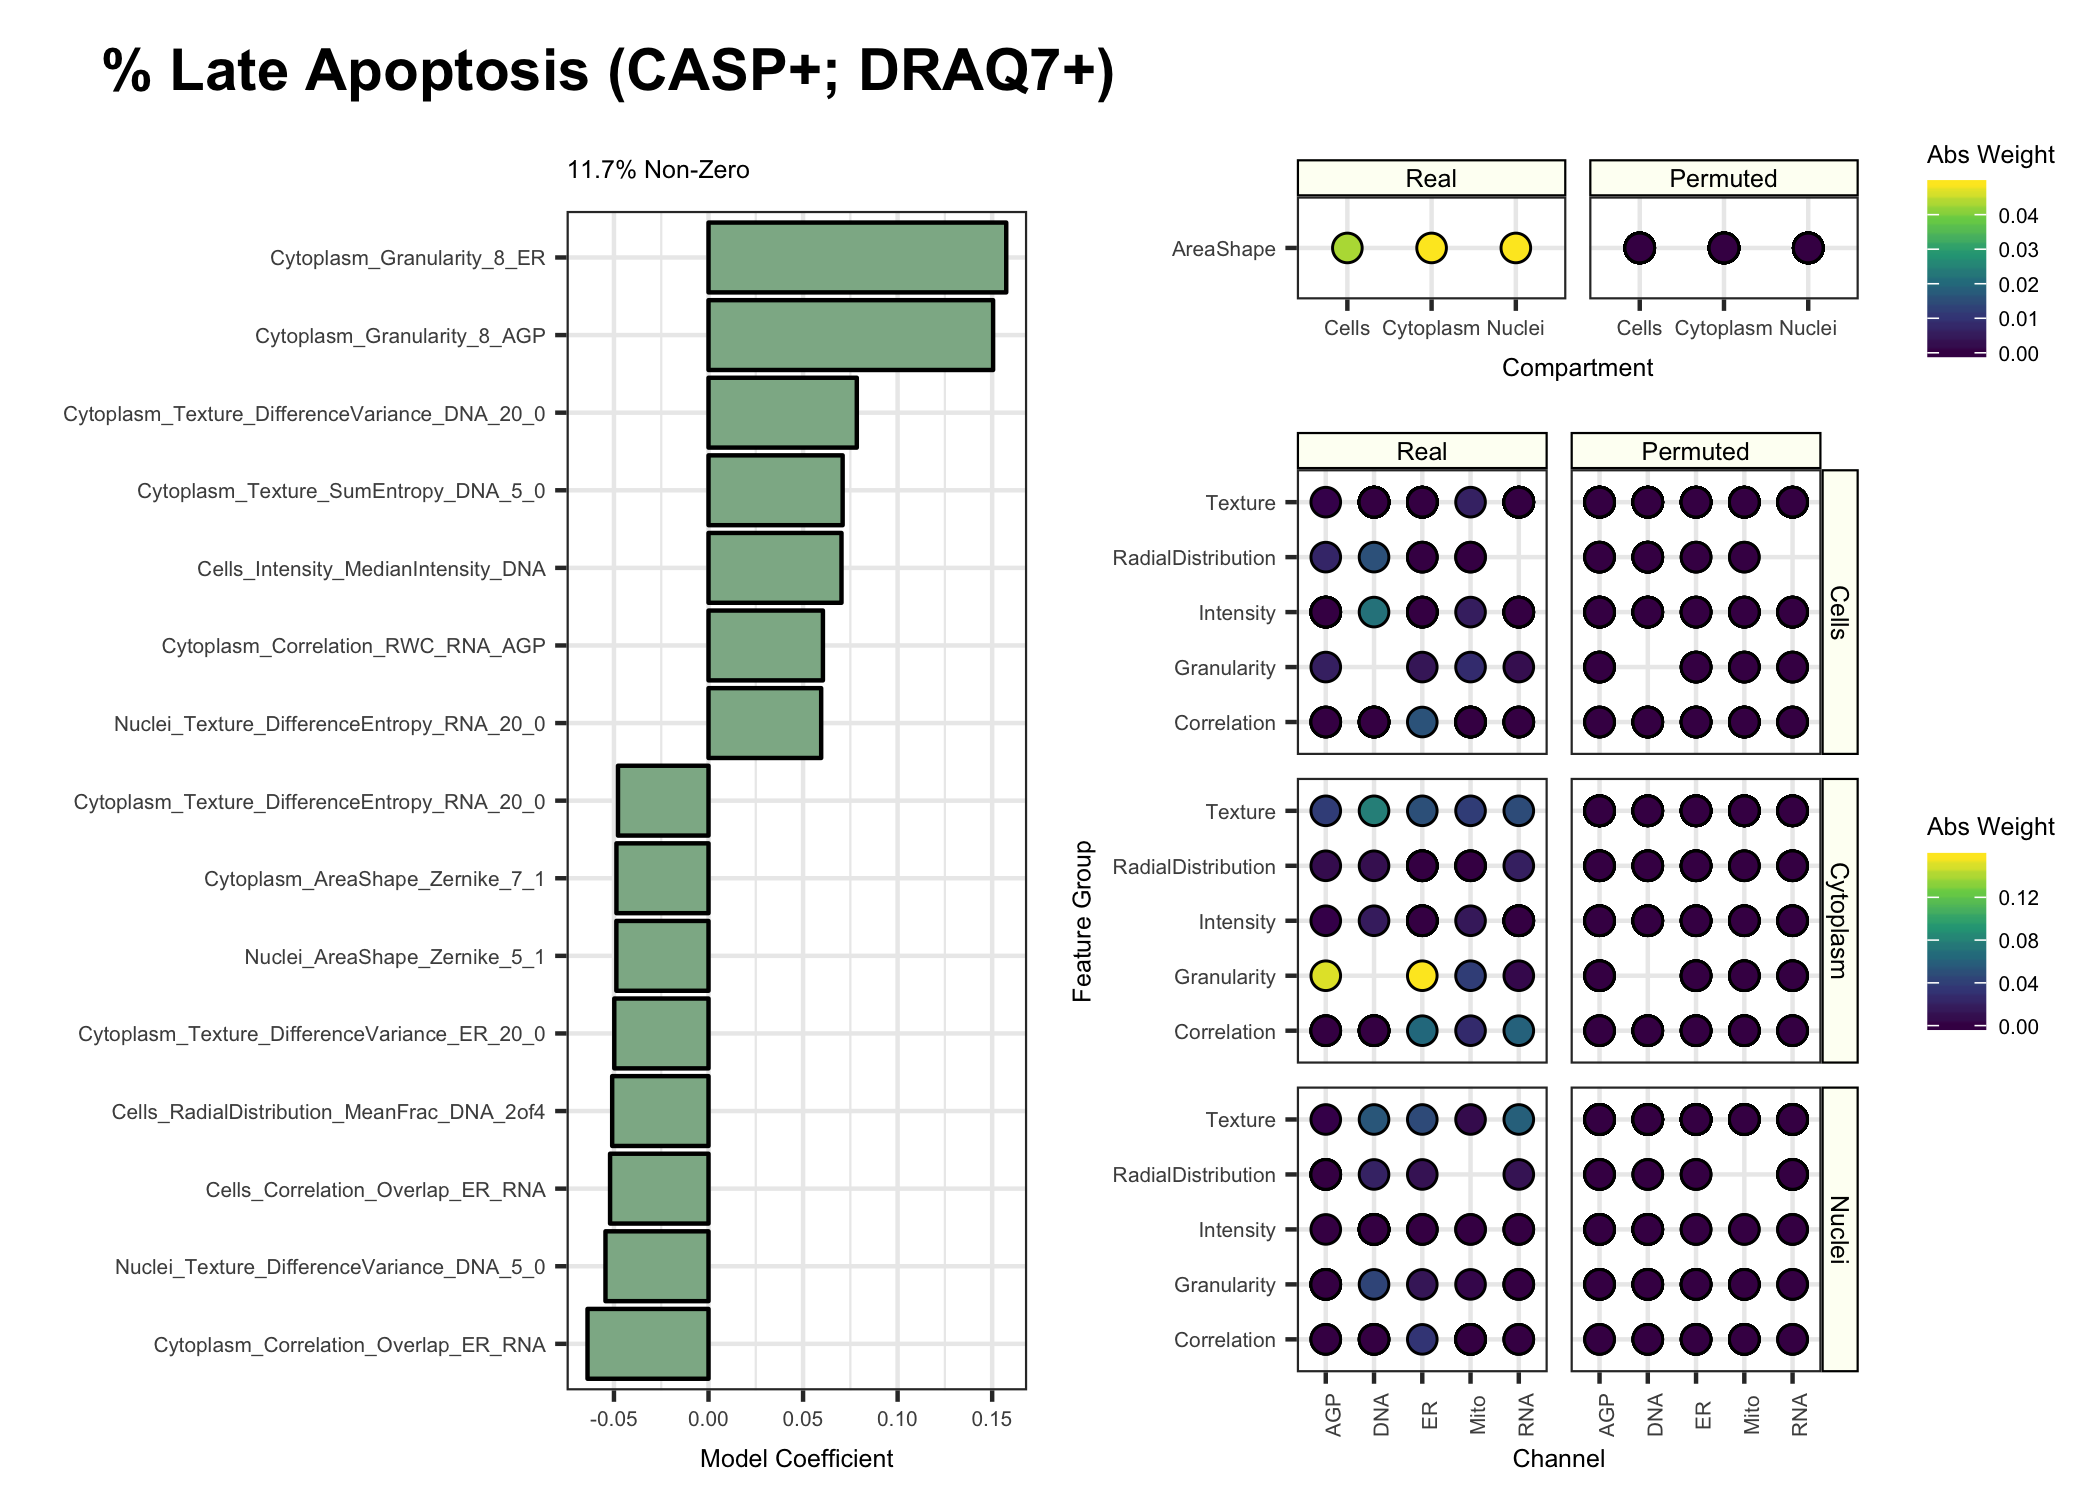 % Late Apoptosis (CASP+; DRAQ7+)
11.7% Non-Zero
Cytoplasm_Granularity_8_ER
Cytoplasm_Granularity_8_AGP
Cytoplasm_Texture_DifferenceVariance_DNA_20_0
Cytoplasm_Texture_SumEntropy_DNA_5_0
Cells_Intensity_MedianIntensity_DNA
Cytoplasm_Correlation_RWC_RNA_AGP
Nuclei_Texture_DifferenceEntropy_RNA_20_0
Cytoplasm_Texture_DifferenceEntropy_RNA_20_0
Cytoplasm_AreaShape_Zernike_7_1
Nuclei_AreaShape_Zernike_5_1
Cytoplasm_Texture_DifferenceVariance_ER_20_0
Cells_RadialDistribution_MeanFrac_DNA_2of4
Cells_Correlation_Overlap_ER_RNA
Nuclei_Texture_DifferenceVariance_DNA_5_0
Cytoplasm_Correlation_Overlap_ER_RNA
-0.05 0.00 0.05 0.10 0.15
Model Coefficient
Real Permuted
AreaShape
Cells Cytoplasm Nuclei Cells Cytoplasm Nuclei
Compartment
Abs Weight
0.04
0.03
0.02
0.01
0.00
Feature Group
Real Permuted
Texture
RadialDistribution
Intensity
Granularity
Correlation
Cells
Texture
RadialDistribution
Intensity
Granularity
Correlation
Cytoplasm
Texture
RadialDistribution
Intensity
Granularity
Correlation
Nuclei
AGP DNA ER Mito RNA AGP DNA ER Mito RNA
Channel
Abs Weight
0.12
0.08
0.04
0.00